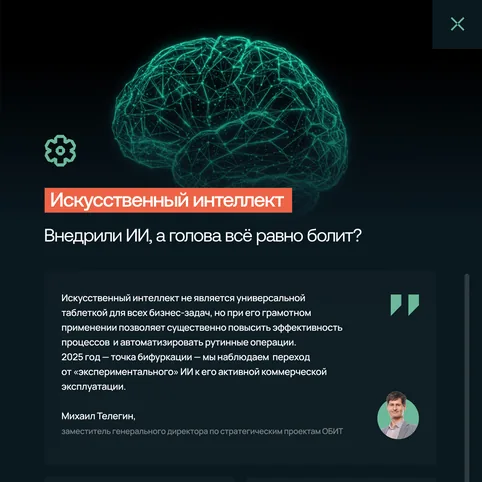 Искусственный интеллект
Внедрили ИИ, а голова всё равно болит?
Искусственный интеллект не является универсальной
таблеткой для всех бизнес-задач, но при его грамотном
применении позволяет существенно повысить эффективность
процессов и автоматизировать рутинные операции.
2025 год — точка бифуркации — мы наблюдаем переход
от «экспериментального» ИИ к его активной коммерческой
эксплуатации.
Михаил Телегин,
заместитель генерального директора по стратегическим проектам ОБИТ